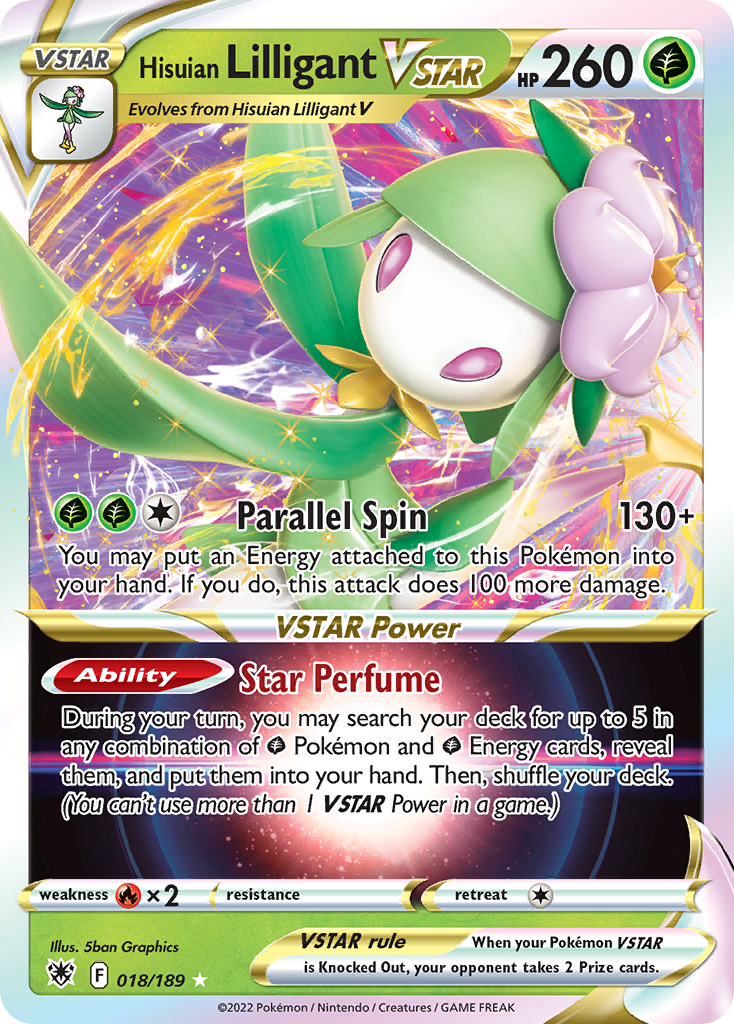 VSTAR
Hisuian Lilligant VSTAR HP 260
Evolves from Hisuian Lilligant V
Parallel Spin 130+
You may put an Energy attached to this Pokémon into
your hand. If you do, this attack does 100 more damage.
VSTAR Power
Ability Star Perfume
During your turn, you may search your deck for up to 5 in
any combination of Pokémon and Energy cards, reveal
them, and put them into your hand. Then, shuffle your deck.
(You can't use more than 1 VSTAR Power in a game.)
weakness ×2 resistance retreat
Illus. 5ban Graphics
VSTAR rule When your Pokémon VSTAR
is Knocked Out, your opponent takes 2 Prize cards.
F 018/189
©2022 Pokémon / Nintendo / Creatures / GAME FREAK